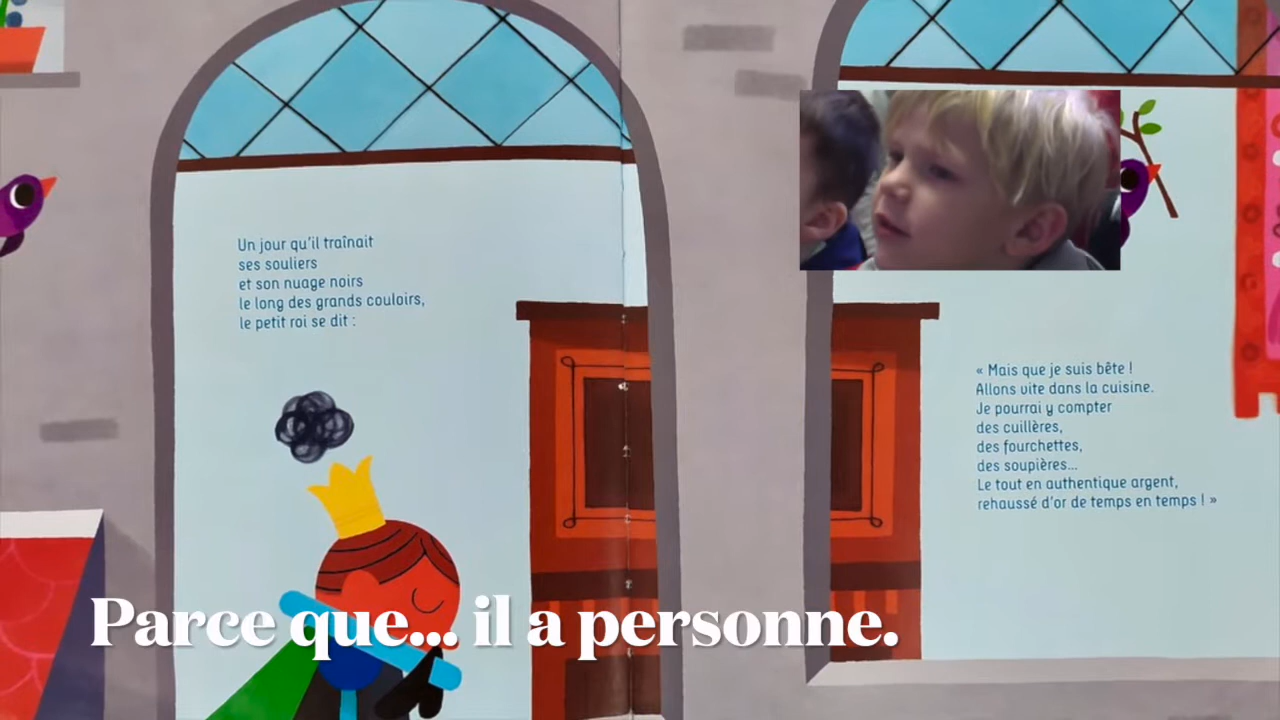 Un jour qu'il traînait
ses souliers
et son nuage noirs
le long des grands couloirs,
le petit roi se dit :
« Mais que je suis bête !
Allons vite dans la cuisine.
Je pourrai y compter
des cuillères,
des fourchettes,
des soupières...
Le tout en authentique argent,
rehaussé d'or de temps en temps ! »
Parce que... il a personne.